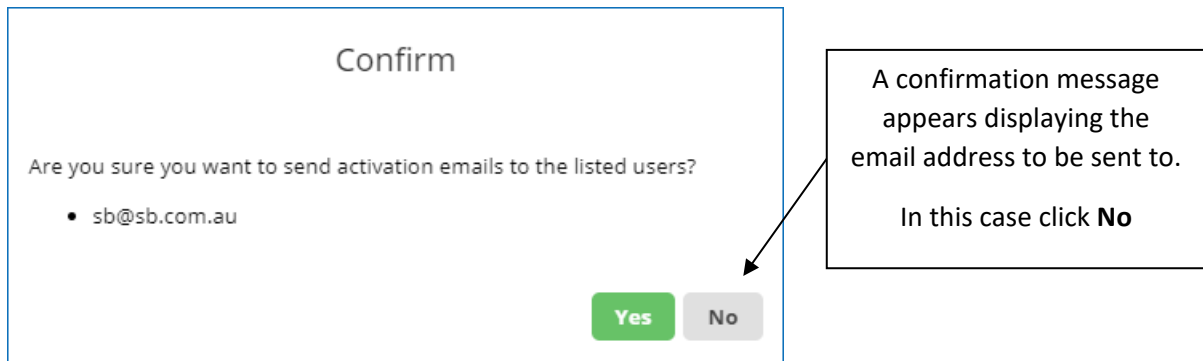 Confirm
Are you sure you want to send activation emails to the listed users?
• sb@sb.com.au
Yes No
A confirmation message
appears displaying the
email address to be sent to.
In this case click No